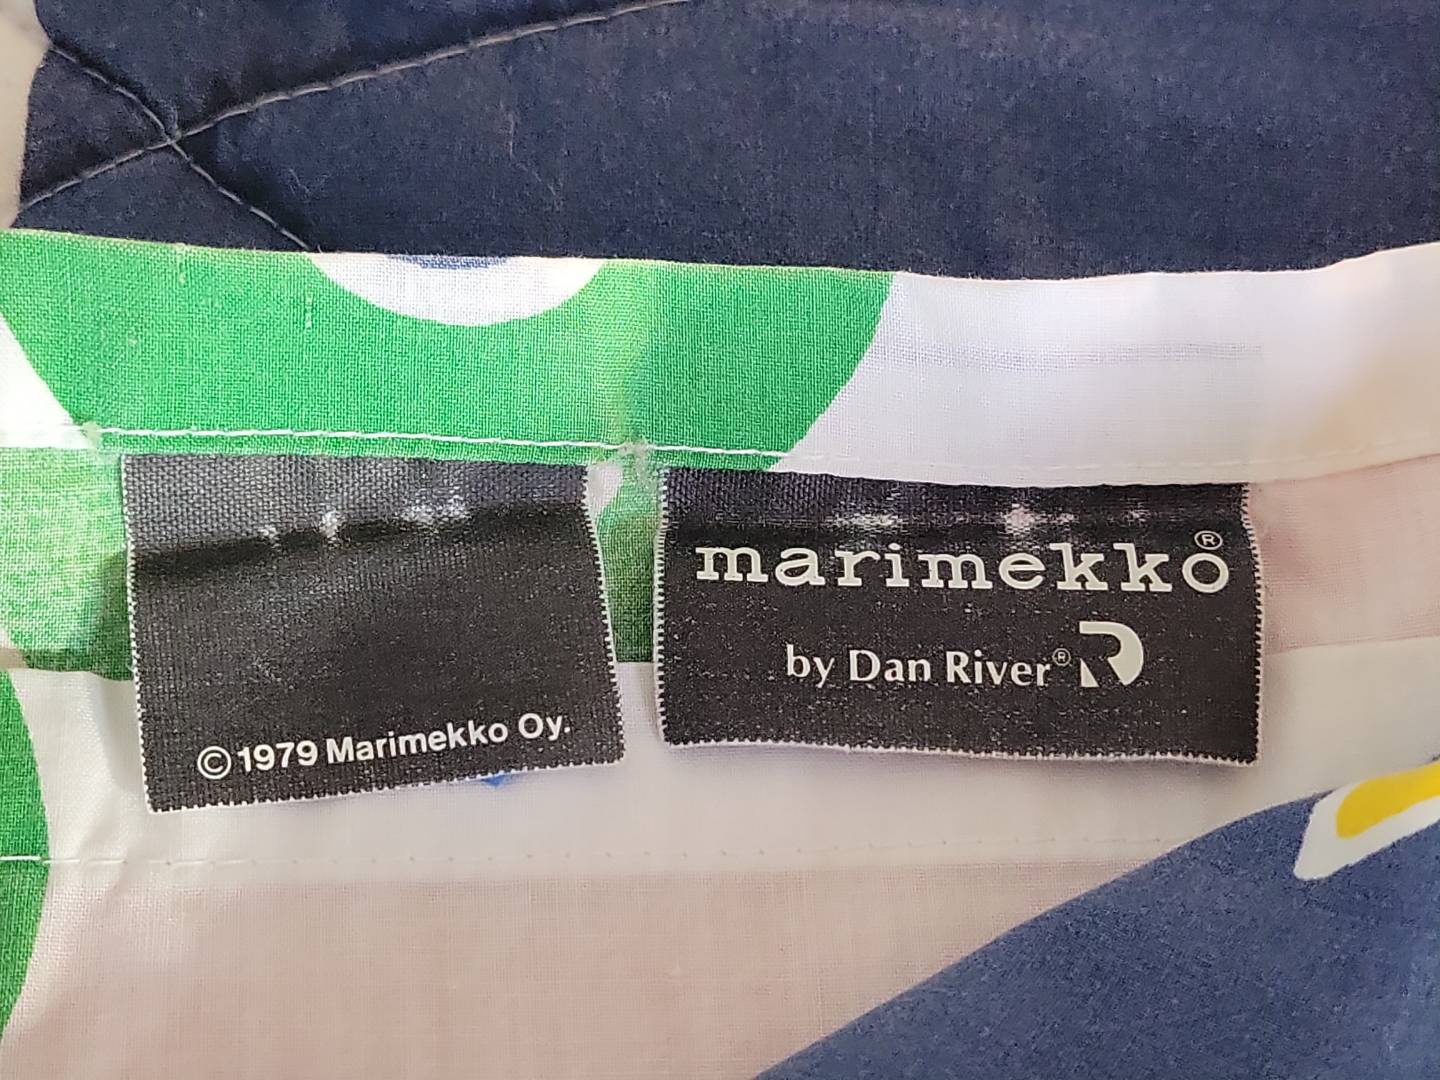 © 1979 Marimekko Oy.
marimekko®
by Dan River® R